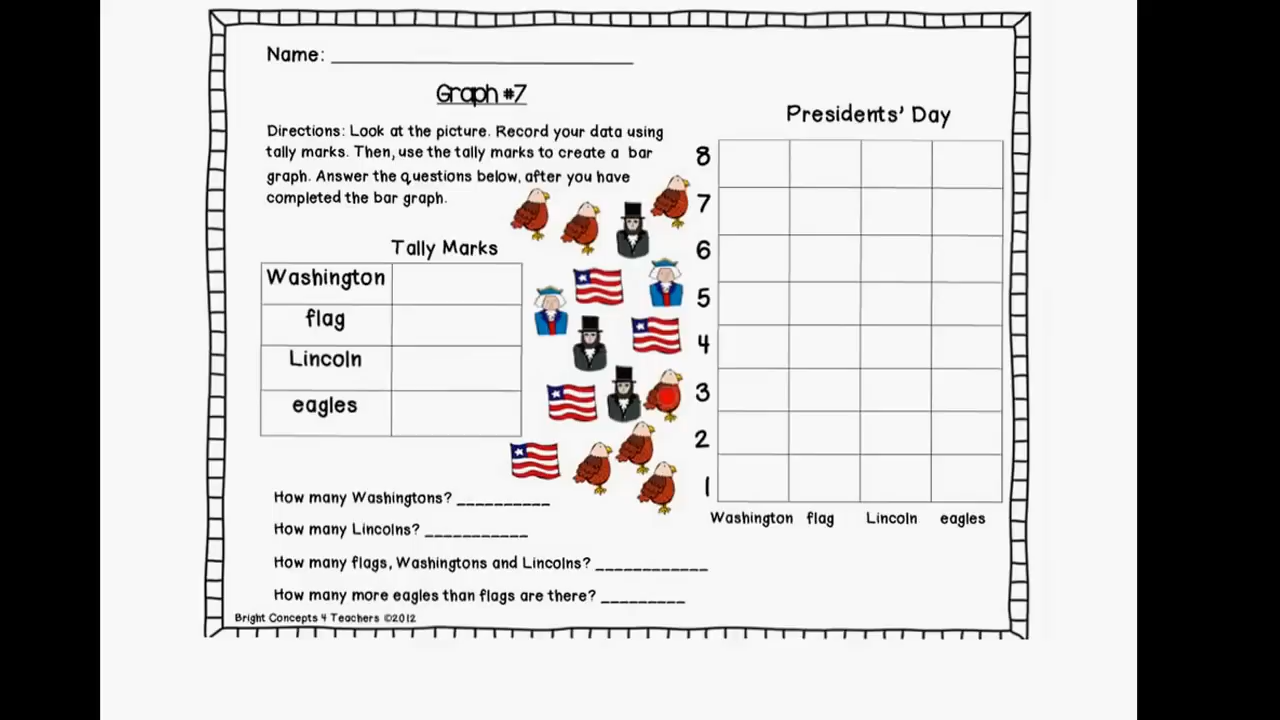 Name:
Graph #7
Directions: Look at the picture. Record your data using
tally marks. Then, use the tally marks to create a bar
graph. Answer the questions below, after you have
completed the bar graph.
Tally Marks
Washington
flag
Lincoln
eagles
Presidents' Day
8
7
6
5
4
3
2
1
Washington flag Lincoln eagles
How many Washingtons? __________
How many Lincolns? ___________
How many flags, Washingtons and Lincolns? ____________
How many more eagles than flags are there? _________
Bright Concepts 4 Teachers ©2012